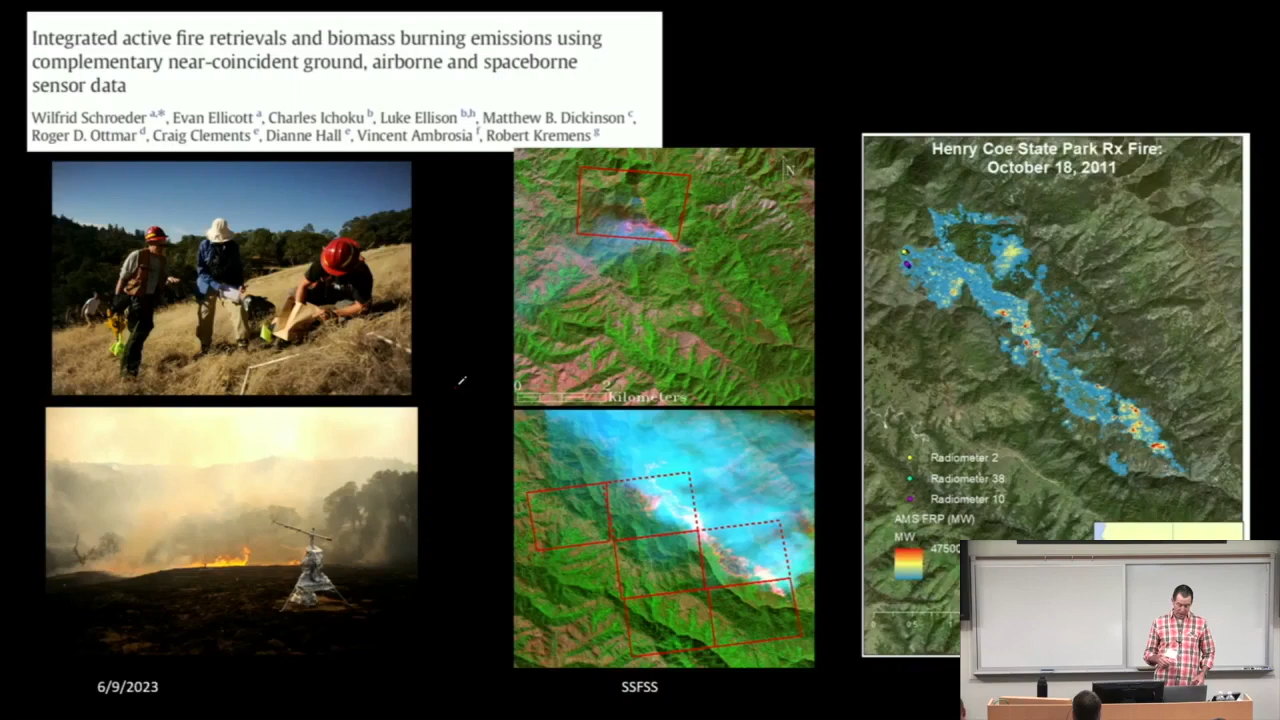 Integrated active fire retrievals and biomass burning emissions using
complementary near-coincident ground, airborne and spaceborne
sensor data
Wilfrid Schroeder a,*, Evan Ellicott a, Charles Ichoku b, Luke Ellison b,h, Matthew B. Dickinson c,
Roger D. Ottmar d, Craig Clements e, Dianne Hall e, Vincent Ambrosia f, Robert Kremens g
N
0 2
kilometers
Henry Coe State Park Rx Fire:
October 18, 2011
Radiometer 2
Radiometer 38
Radiometer 10
AMS FRP (MW)
MW
47500
6/9/2023
SSFSS